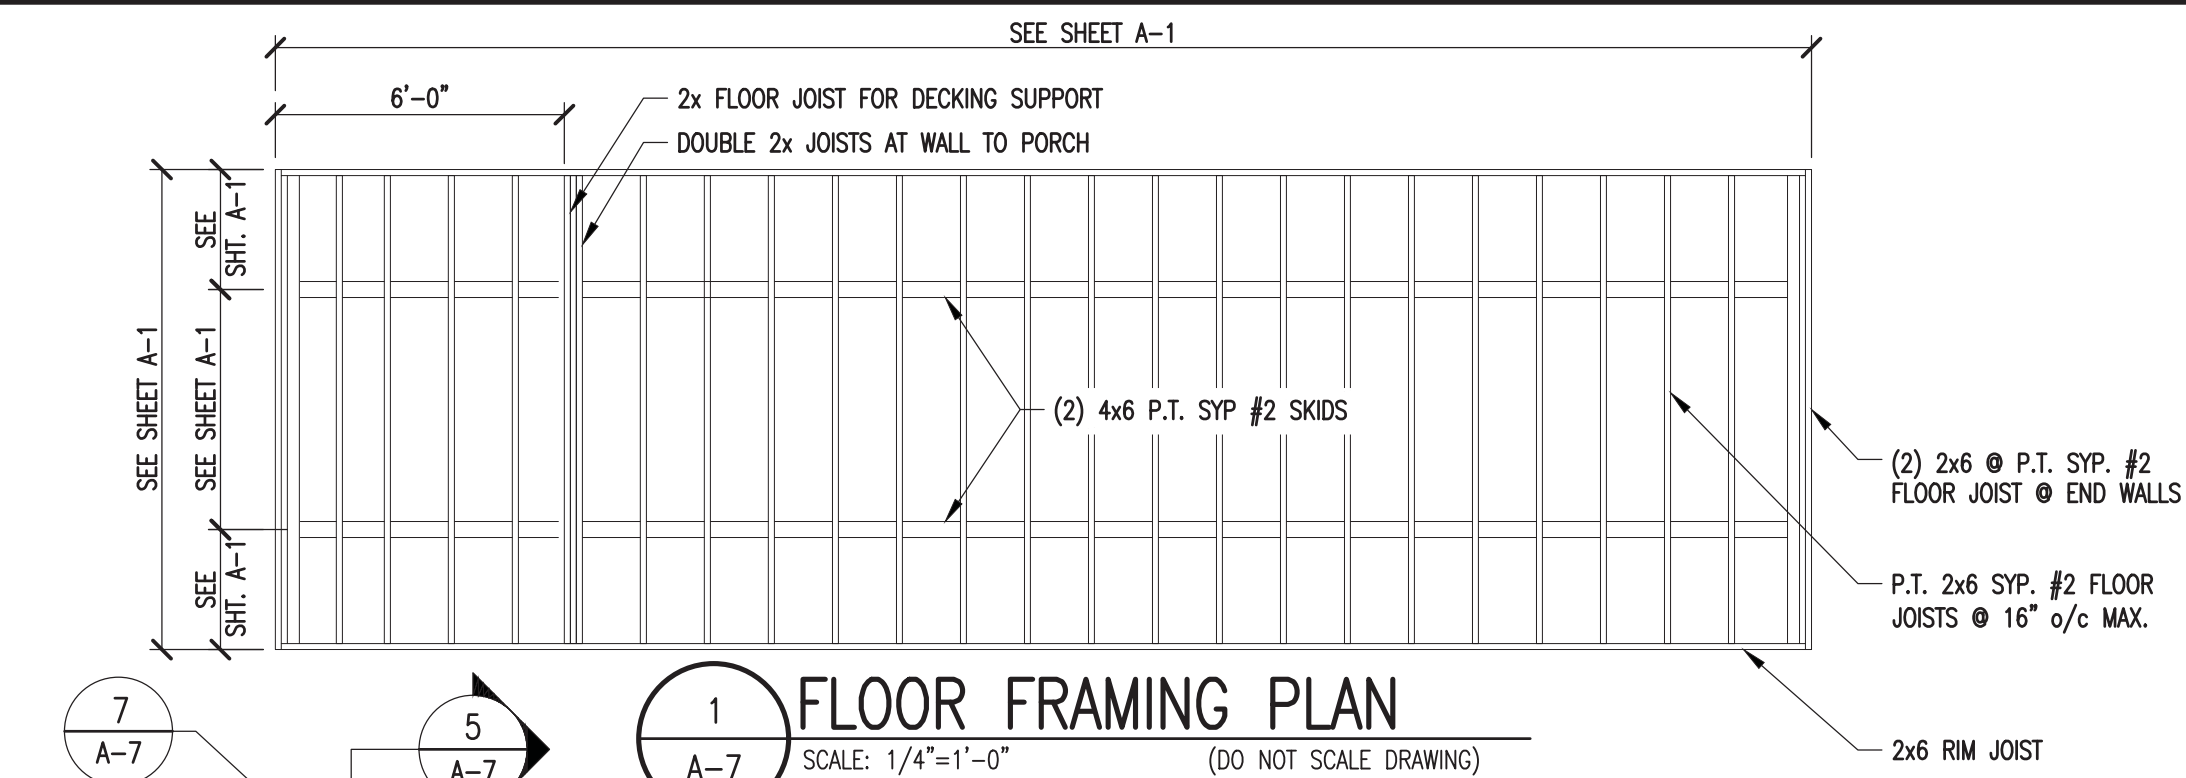 SEE SHEET A-1
6'-0"
2x FLOOR JOIST FOR DECKING SUPPORT
DOUBLE 2x JOISTS AT WALL TO PORCH
SEE SHEET A-1
SEE
SHT. A-1
SEE SHEET A-1
SEE
SHT. A-1
(2) 4x6 P.T. SYP #2 SKIDS
(2) 2x6 @ P.T. SYP. #2
FLOOR JOIST @ END WALLS
P.T. 2x6 SYP. #2 FLOOR
JOISTS @ 16" o/c MAX.
2x6 RIM JOIST
7
A-7
5
A-7
1
A-7
FLOOR FRAMING PLAN
SCALE: 1/4"=1'-0"
(DO NOT SCALE DRAWING)